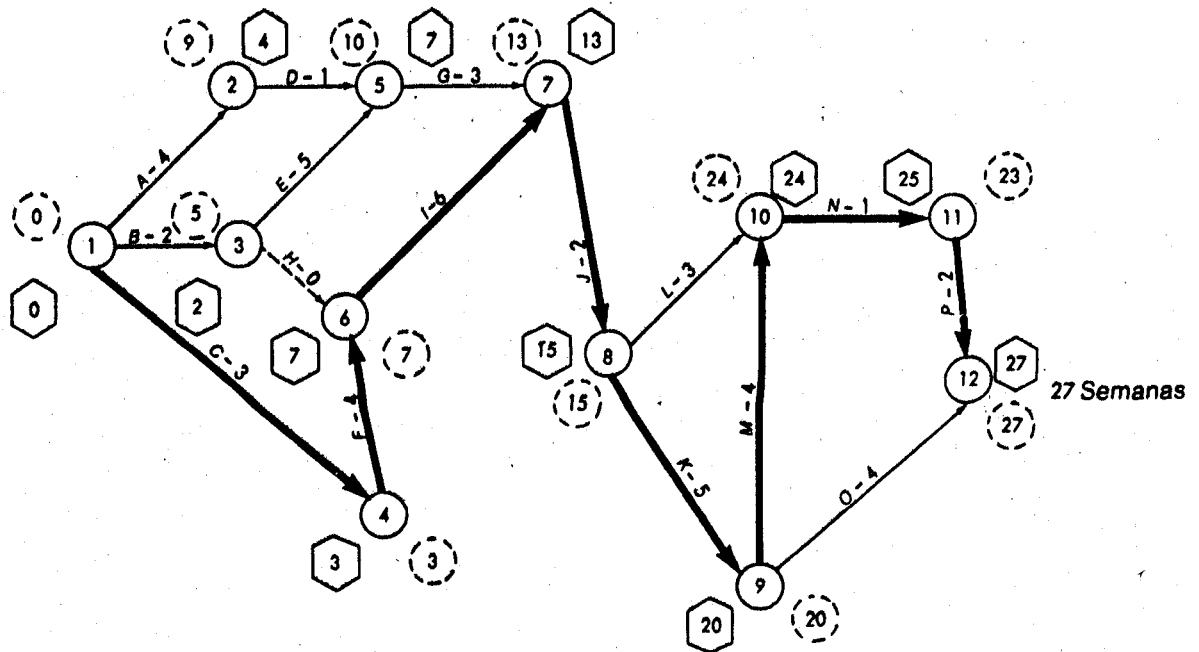 9 4 10 7 13 13
2 D-1 5 G-3 7
A-4
E-5
I-6
0 5
1 B-2 3
H-0
0 2
C-3
6
7 7
F-4
4
3 3
J-2
24 24 25 23
10 N-1 11
L-3
P-2
15 8
15
M-4
27
12 27 Semanas
27
K-5
O-4
9
20 20